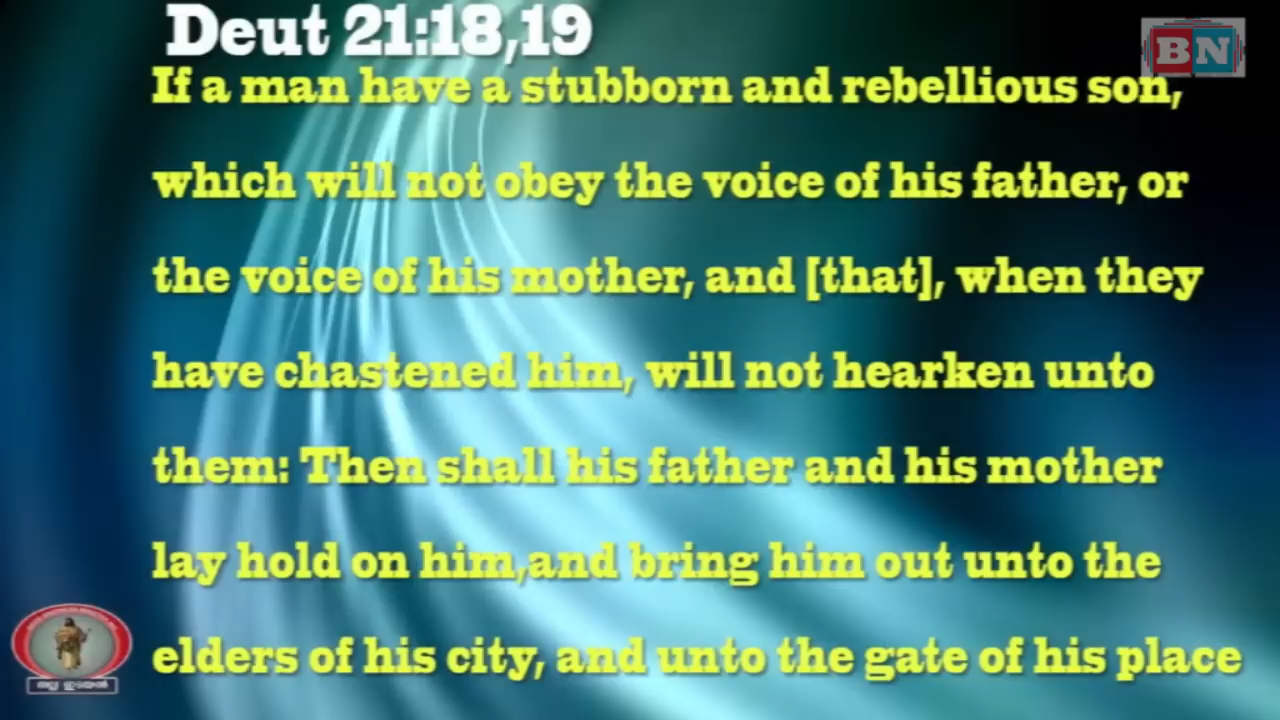 Deut 21:18,19
BN
If a man have a stubborn and rebellious son,
which will not obey the voice of his father, or
the voice of his mother, and [that], when they
have chastened him, will not hearken unto
them: Then shall his father and his mother
lay hold on him,and bring him out unto the
elders of his city, and unto the gate of his place
നല്ല ഇടയൻ